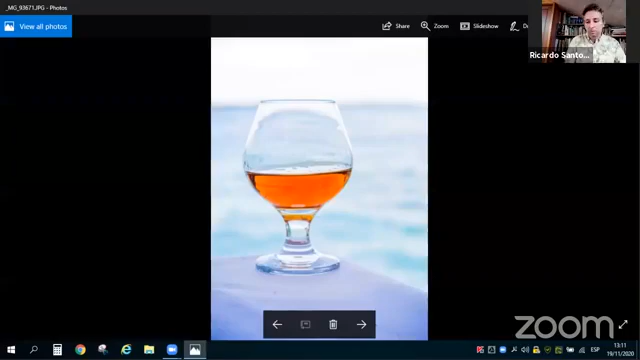 _MG_93671.JPG - Photos
View all photos
Share
Zoom
Slideshow
Ricardo Santo...
zoom
ESP
13:11
19/11/2020